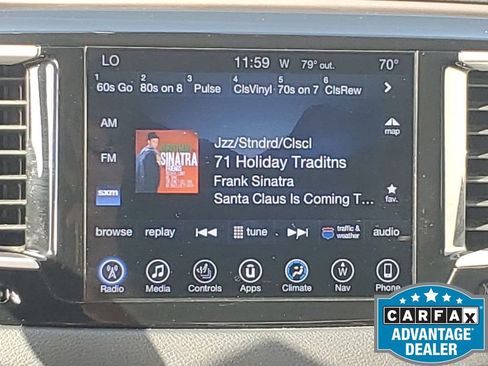 LO 11:59 W 79° out. 70°
1 60s Go 2 80s on 8 3 Pulse 4 ClsVinyl 5 70s on 7 6 ClsRew
AM
FM
sxm
SINATRA
Jzz/Stndrd/Clscl
71 Holiday Traditns
Frank Sinatra
Santa Claus Is Coming T...
map
fav.
browse replay tune traffic & weather audio
Radio Media Controls Apps Climate Nav Phone
CARFAX
ADVANTAGE
DEALER